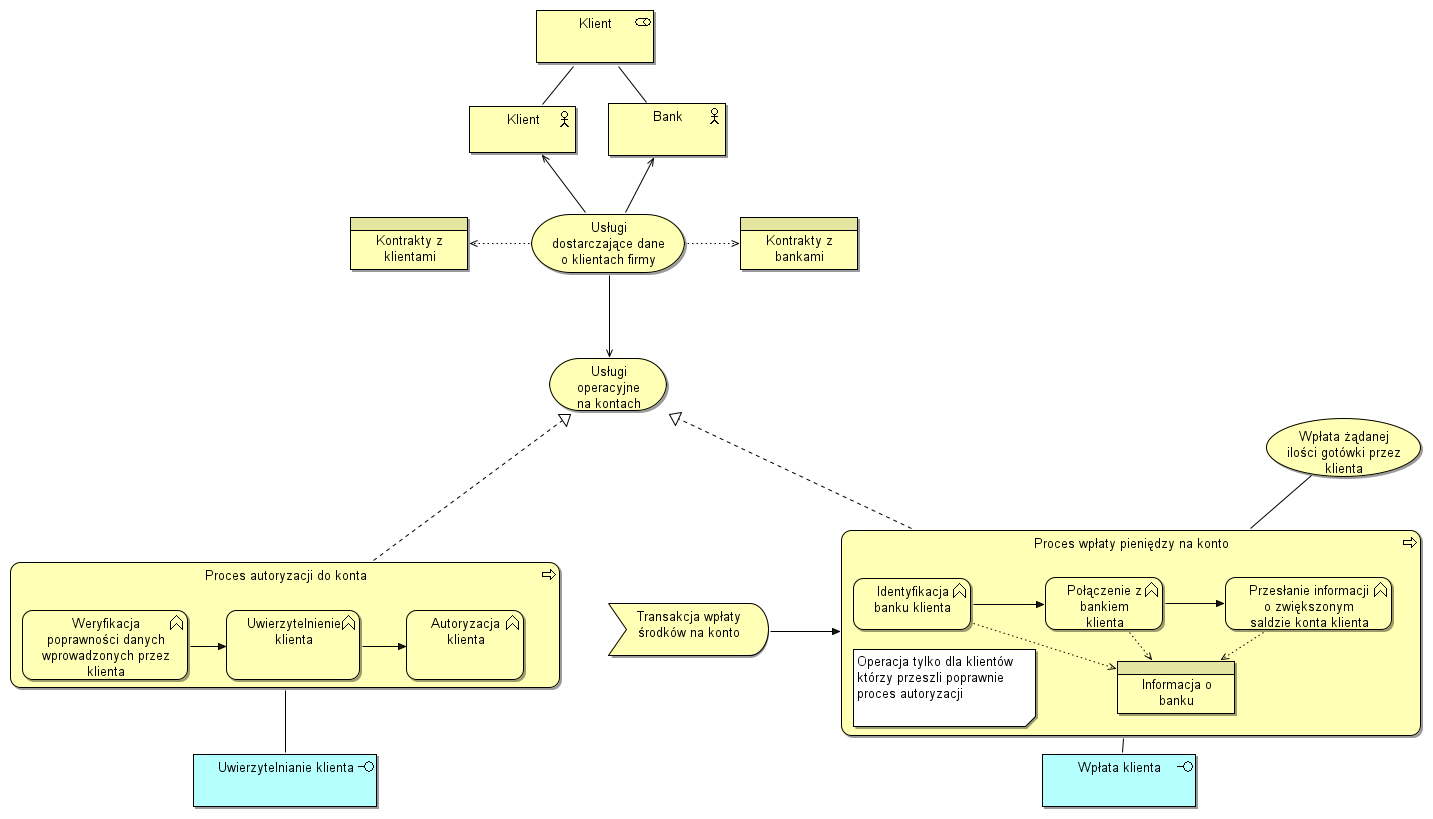 Klient
Klient
Bank
Usługi
dostarczające dane
o klientach firmy
Kontrakty z
klientami
Kontrakty z
bankami
Usługi
operacyjne
na kontach
Wpłata żądanej
ilości gotówki przez
klienta
Proces autoryzacji do konta
Weryfikacja
poprawności danych
wprowadzonych przez
klienta
Uwierzytelnienie
klienta
Autoryzacja
klienta
Uwierzytelnianie klienta
Transakcja wpłaty
środków na konto
Proces wpłaty pieniędzy na konto
Identyfikacja
banku klienta
Połączenie z
bankiem
klienta
Przesłanie informacji
o zwiększonym
saldzie konta klienta
Operacja tylko dla klientów
którzy przeszli poprawnie
proces autoryzacji
Informacja o
banku
Wpłata klienta